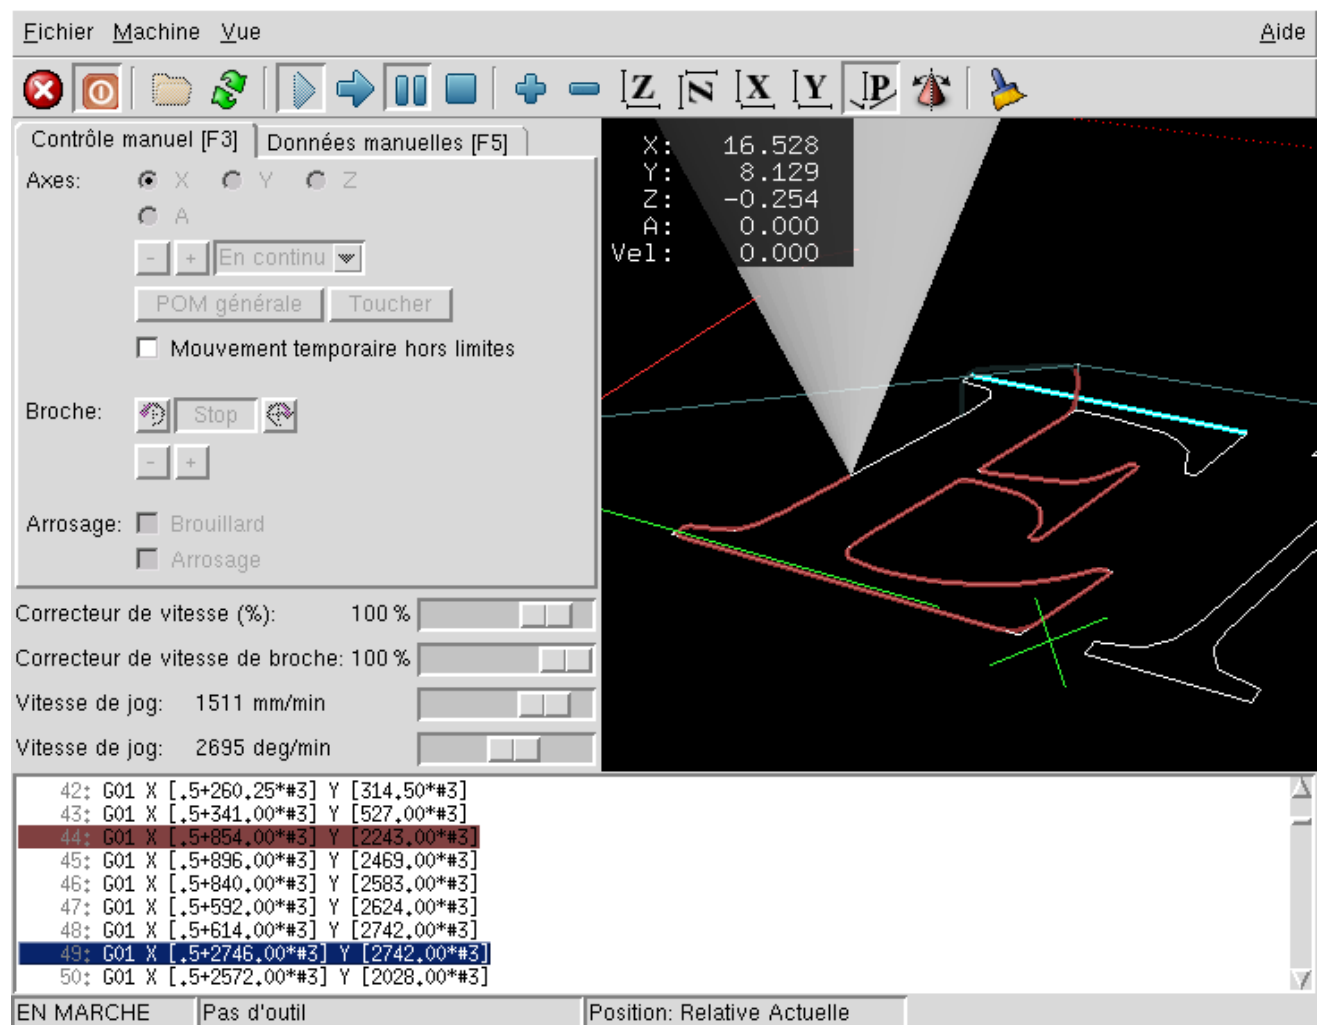 Fichier Machine Vue Aide
Z N X Y P
Contrôle manuel [F3] Données manuelles [F5]
Axes: X Y Z
A
- + En continu
POM générale Toucher
Mouvement temporaire hors limites
Broche: Stop
- +
Arrosage: Brouillard
Arrosage
Correcteur de vitesse (%): 100 %
Correcteur de vitesse de broche: 100 %
Vitesse de jog: 1511 mm/min
Vitesse de jog: 2695 deg/min
X: 16.528
Y: 8.129
Z: -0.254
A: 0.000
Vel: 0.000
42: G01 X [.5+260.25*#3] Y [314.50*#3]
43: G01 X [.5+341.00*#3] Y [527.00*#3]
44: G01 X [.5+854.00*#3] Y [2243.00*#3]
45: G01 X [.5+896.00*#3] Y [2469.00*#3]
46: G01 X [.5+840.00*#3] Y [2583.00*#3]
47: G01 X [.5+592.00*#3] Y [2624.00*#3]
48: G01 X [.5+614.00*#3] Y [2742.00*#3]
49: G01 X [.5+2746.00*#3] Y [2742.00*#3]
50: G01 X [.5+2572.00*#3] Y [2028.00*#3]
EN MARCHE Pas d'outil Position: Relative Actuelle